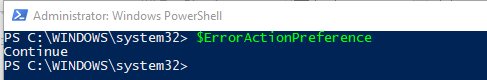 Administrator: Windows PowerShell
PS C:\WINDOWS\system32> $ErrorActionPreference
Continue
PS C:\WINDOWS\system32>